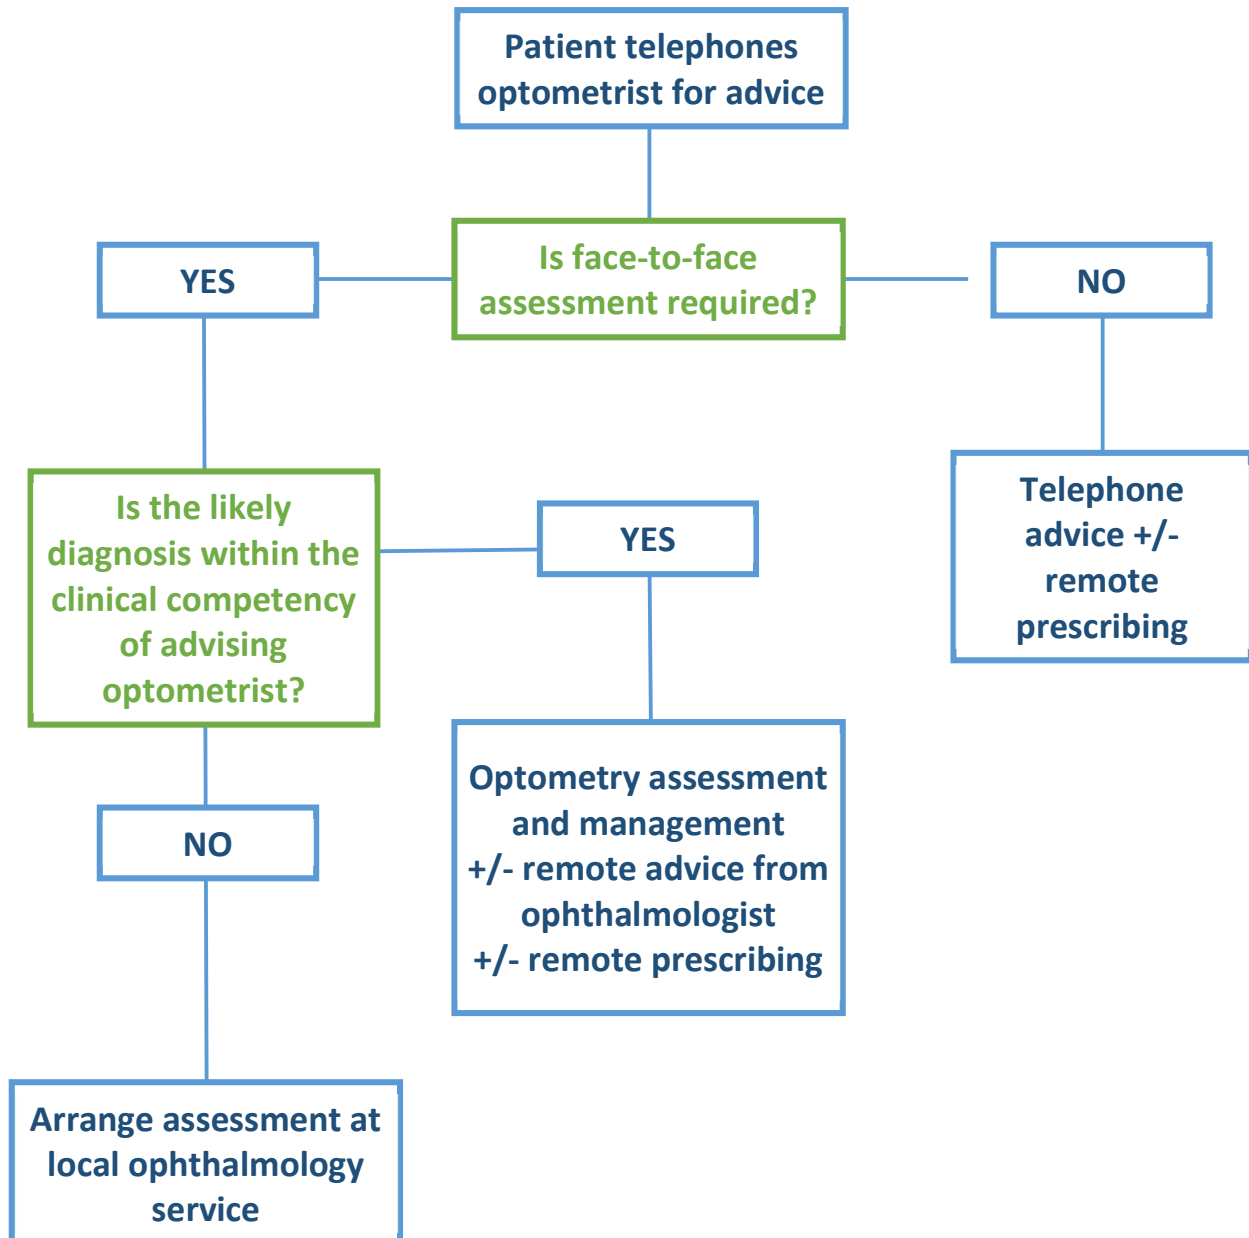 Patient telephones
optometrist for advice
Is face-to-face
assessment required?
YES
NO
Is the likely
diagnosis within the
clinical competency
of advising
optometrist?
YES
Telephone
advice +/-
remote
prescribing
NO
Optometry assessment
and management
+/- remote advice from
ophthalmologist
+/- remote prescribing
Arrange assessment at
local ophthalmology
service